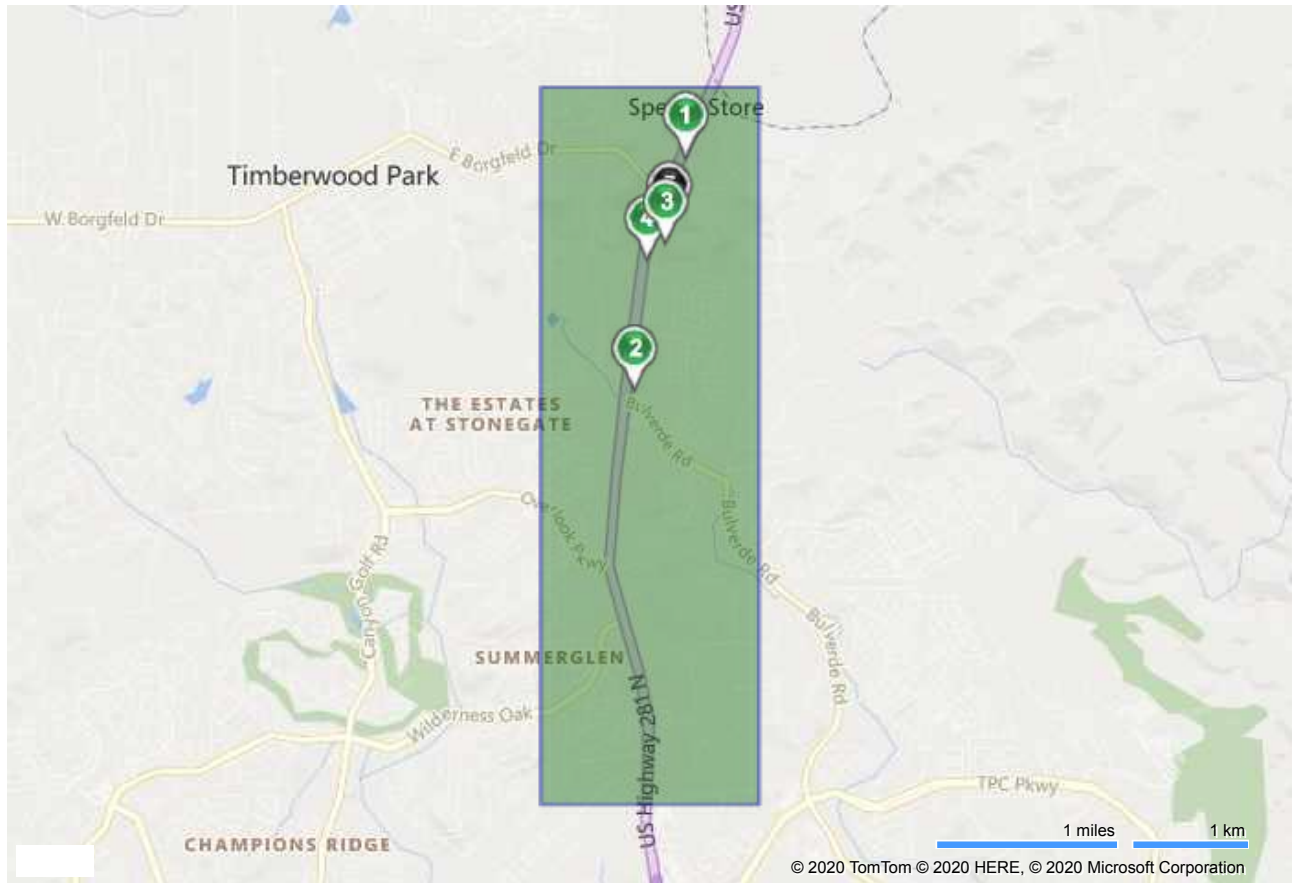 US
Spe
Store
1
E Borgfeld Dr
Timberwood Park
3
4
W Borgfeld Dr
2
THE ESTATES
AT STONEGATE
Bulverde Rd
Bulverde Rd
Canyon Golf Rd
Bulverde Rd
SUMMERGLEN
US Highway 281 N
Wilderness Oak
TPC Pkwy
CHAMPIONS RIDGE
1 miles
1 km
© 2020 TomTom © 2020 HERE, © 2020 Microsoft Corporation